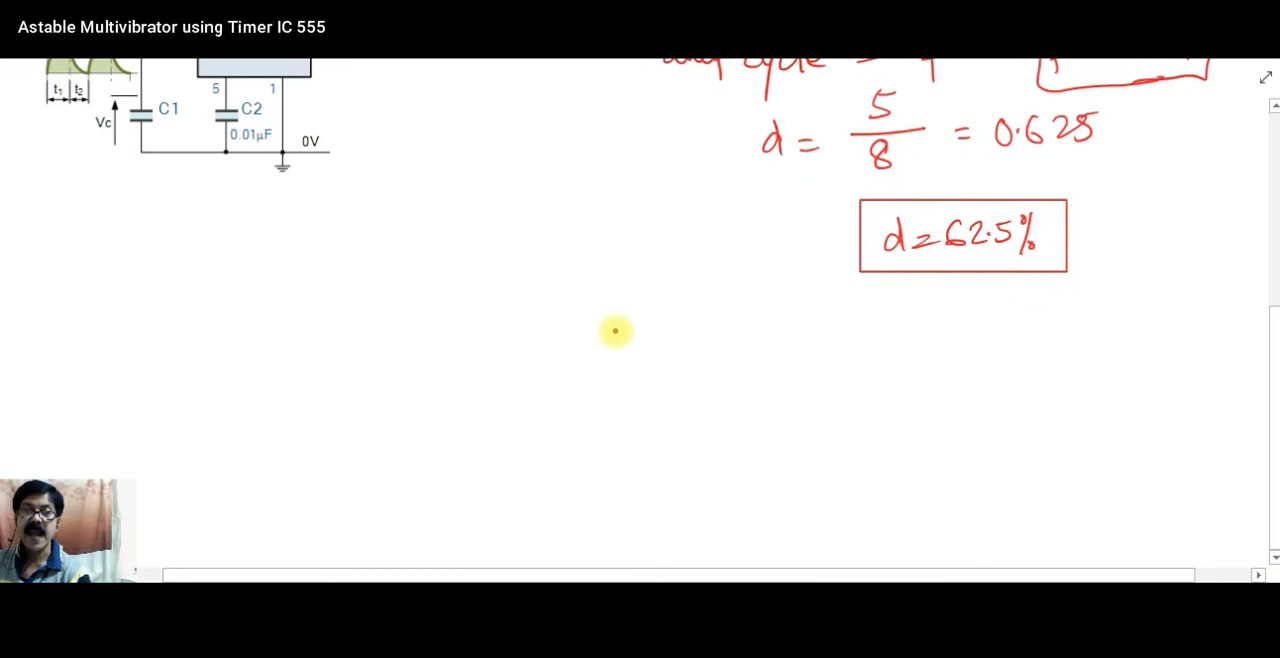 Astable Multivibrator using Timer IC 555
t₁ t₂
5 1
Vc C1 C2
0.01µF
0V
cycle =
d = 5/8 = 0.625
d = 62.5%